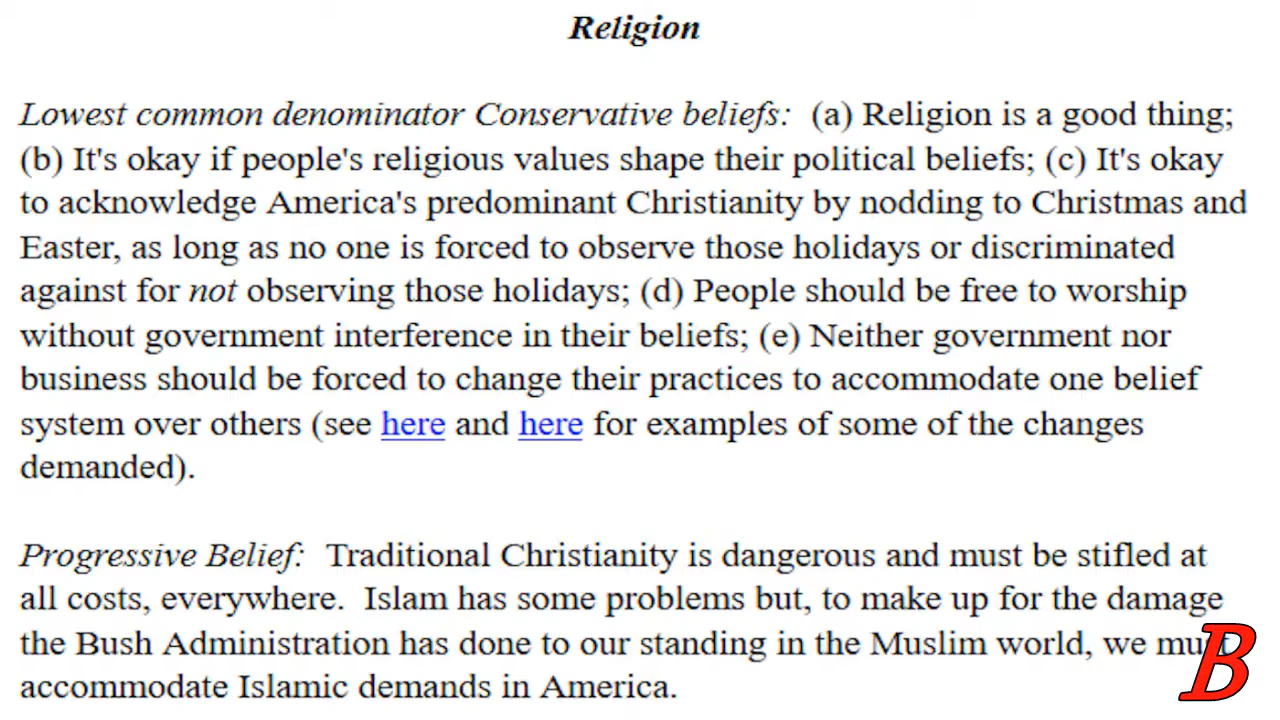 Religion
Lowest common denominator Conservative beliefs: (a) Religion is a good thing;
(b) It's okay if people's religious values shape their political beliefs; (c) It's okay
to acknowledge America's predominant Christianity by nodding to Christmas and
Easter, as long as no one is forced to observe those holidays or discriminated
against for not observing those holidays; (d) People should be free to worship
without government interference in their beliefs; (e) Neither government nor
business should be forced to change their practices to accommodate one belief
system over others (see here and here for examples of some of the changes
demanded).
Progressive Belief: Traditional Christianity is dangerous and must be stifled at
all costs, everywhere. Islam has some problems but, to make up for the damage
the Bush Administration has done to our standing in the Muslim world, we must
accommodate Islamic demands in America.
B